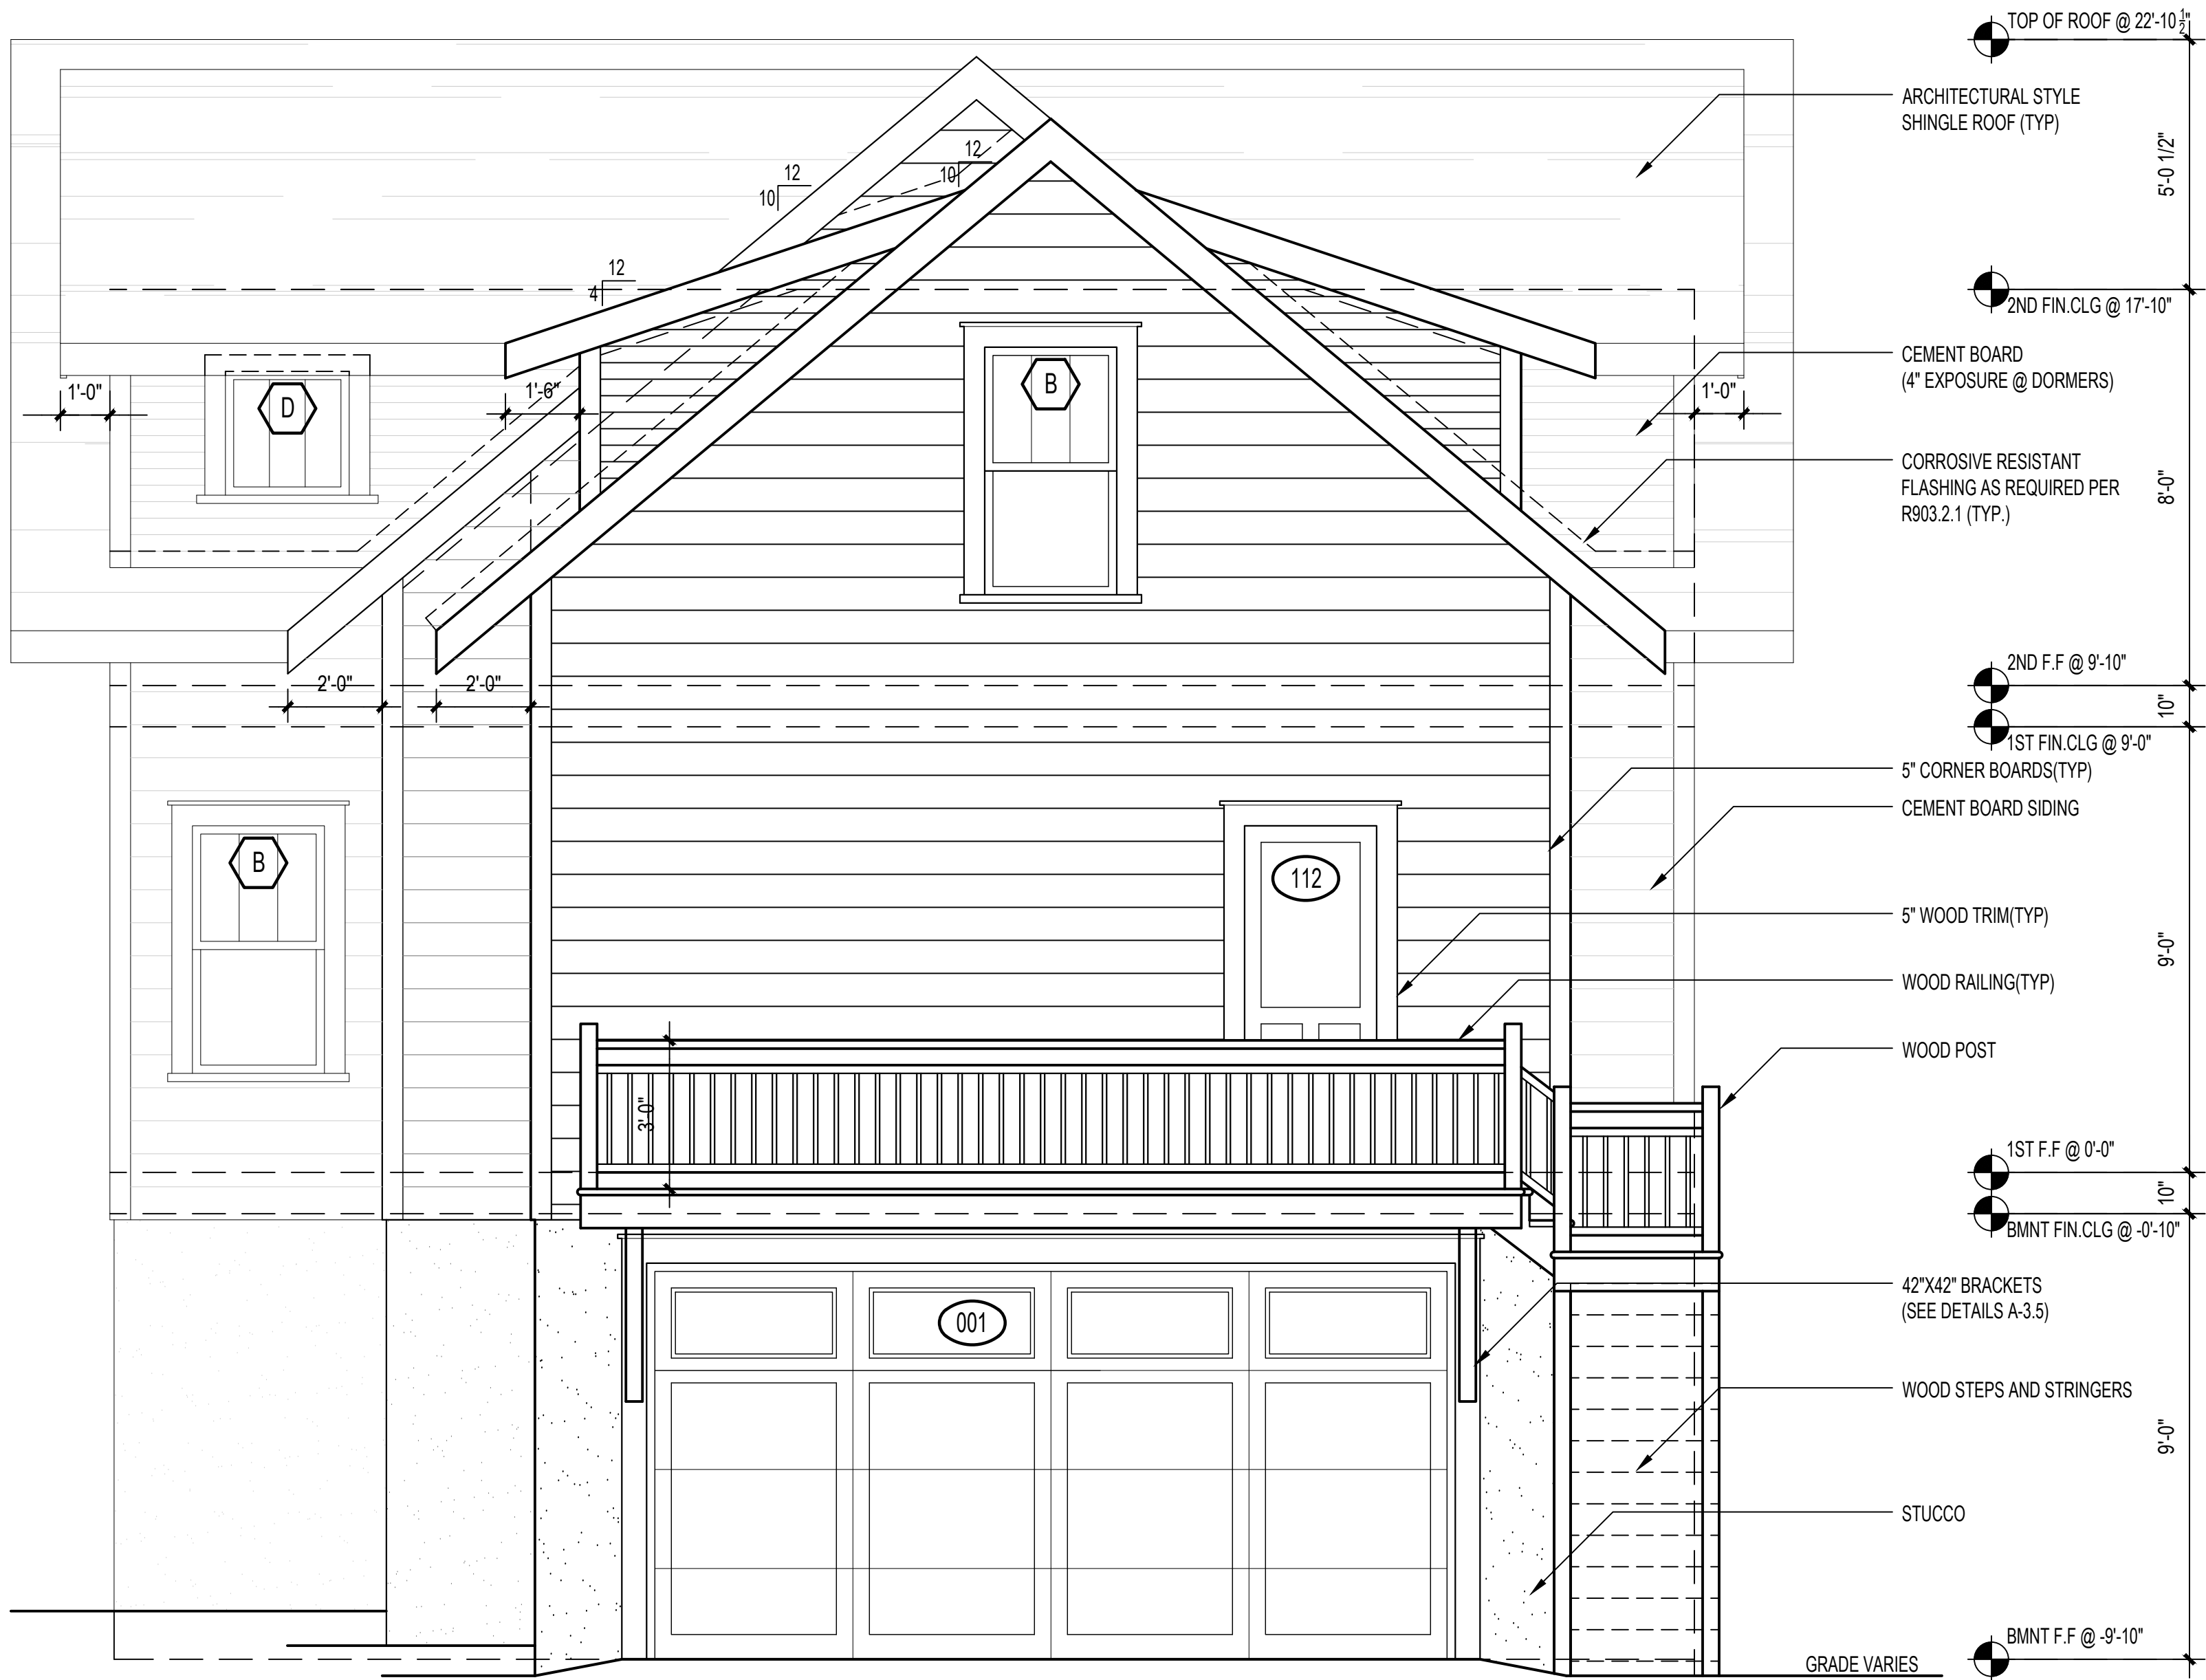 TOP OF ROOF @ 22'-10 1/2"
ARCHITECTURAL STYLE
SHINGLE ROOF (TYP)
5'-0 1/2"
12
10
12
10
12
4
2ND FIN.CLG @ 17'-10"
CEMENT BOARD
(4" EXPOSURE @ DORMERS)
1'-0"
D
1'-6"
B
1'-0"
CORROSIVE RESISTANT
FLASHING AS REQUIRED PER
R903.2.1 (TYP.)
8'-0"
2ND F.F @ 9'-10"
2'-0"
2'-0"
10"
1ST FIN.CLG @ 9'-0"
5" CORNER BOARDS(TYP)
CEMENT BOARD SIDING
B
112
5" WOOD TRIM(TYP)
9'-0"
WOOD RAILING(TYP)
WOOD POST
3'-0"
1ST F.F @ 0'-0"
10"
BMNT FIN.CLG @ -0'-10"
42"X42" BRACKETS
(SEE DETAILS A-3.5)
001
WOOD STEPS AND STRINGERS
9'-0"
STUCCO
BMNT F.F @ -9'-10"
GRADE VARIES